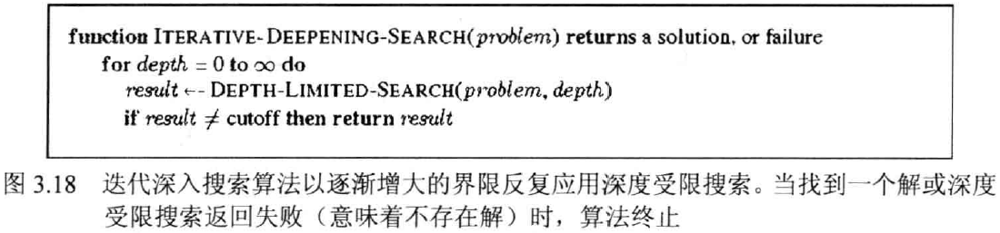 function ITERATIVE-DEEPENING-SEARCH(problem) returns a solution, or failure
for depth = 0 to ∞ do
result ← DEPTH-LIMITED-SEARCH(problem, depth)
if result ≠ cutoff then return result
图 3.18 迭代深入搜索算法以逐渐增大的界限反复应用深度受限搜索。当找到一个解或深度
受限搜索返回失败（意味着不存在解）时，算法终止